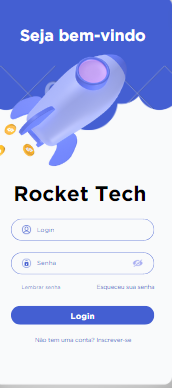 Seja bem-vindo
Rocket Tech
Login
Senha
Lembrar senha
Esqueceu sua senha
Login
Não tem uma conta? Inscrever-se